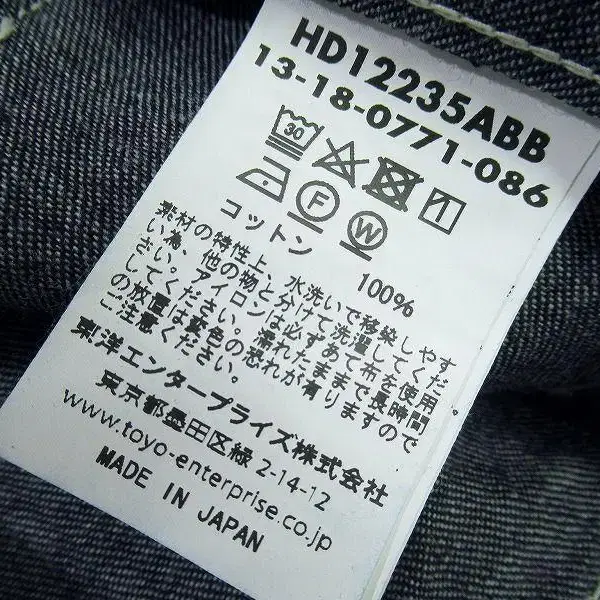 HD12235ABB
13-18-0771-086
30
F W
コットン 100%
素材の特性上、水洗いで移染しやす
い為、他の物と分けて洗濯してくだ
さい。アイロンは必ずあて布を使用
してください。濡れたままで長時間
の放置は藍色の恐れが有りますので
ご注意ください。
東洋エンタープライズ株式会社
東京都墨田区緑 2-14-12
www.toyo-enterprise.co.jp
MADE IN JAPAN